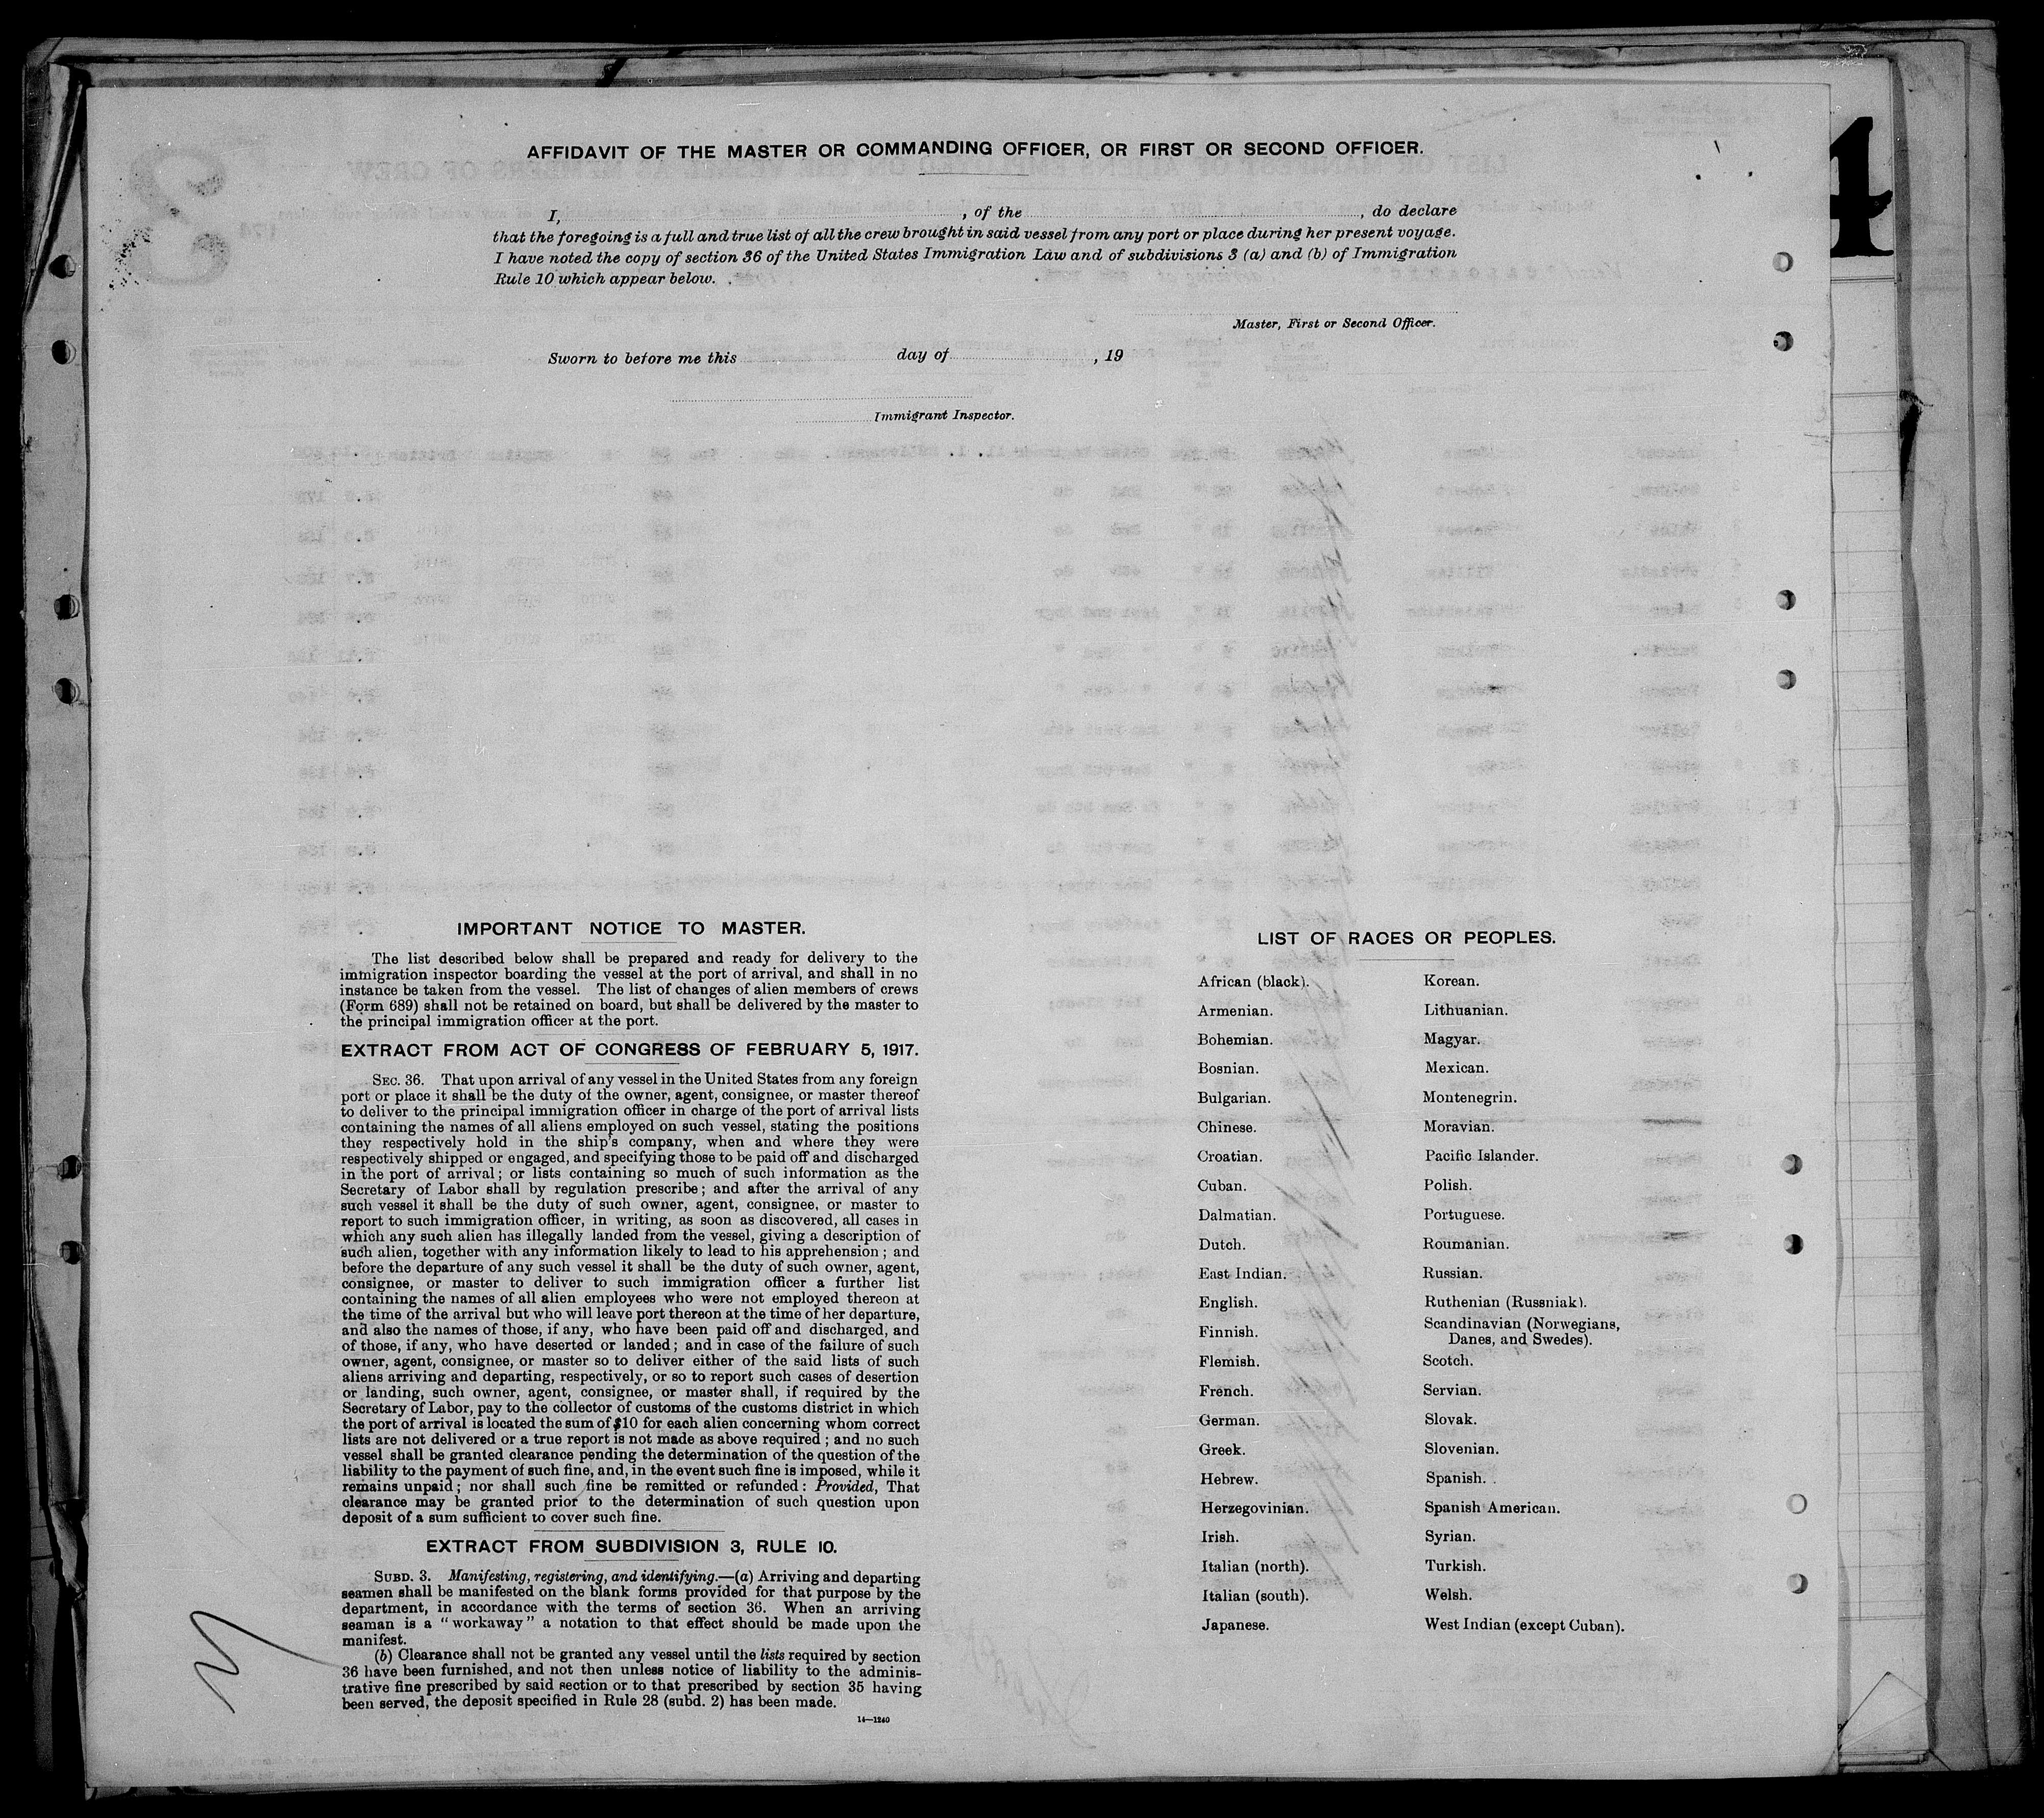 AFFIDAVIT OF THE MASTER OR COMMANDING OFFICER, OR FIRST OR SECOND OFFICER.
I, , of the , do declare
that the foregoing is a full and true list of all the crew brought in said vessel from any port or place during her present voyage.
I have noted the copy of section 36 of the United States Immigration Law and of subdivisions 3 (a) and (b) of Immigration
Rule 10 which appear below.
Master, First or Second Officer.
Sworn to before me this day of , 19
Immigrant Inspector.
4
IMPORTANT NOTICE TO MASTER.
The list described below shall be prepared and ready for delivery to the
immigration inspector boarding the vessel at the port of arrival, and shall in no
instance be taken from the vessel. The list of changes of alien members of crews
(Form 689) shall not be retained on board, but shall be delivered by the master to
the principal immigration officer at the port.
EXTRACT FROM ACT OF CONGRESS OF FEBRUARY 5, 1917.
SEC. 36. That upon arrival of any vessel in the United States from any foreign
port or place it shall be the duty of the owner, agent, consignee, or master thereof
to deliver to the principal immigration officer in charge of the port of arrival lists
containing the names of all aliens employed on such vessel, stating the positions
they respectively hold in the ship's company, when and where they were
respectively shipped or engaged, and specifying those to be paid off and discharged
in the port of arrival; or lists containing so much of such information as the
Secretary of Labor shall by regulation prescribe; and after the arrival of any
such vessel it shall be the duty of such owner, agent, consignee, or master to
report to such immigration officer, in writing, as soon as discovered, all cases in
which any such alien has illegally landed from the vessel, giving a description of
such alien, together with any information likely to lead to his apprehension; and
before the departure of any such vessel it shall be the duty of such owner, agent,
consignee, or master to deliver to such immigration officer a further list
containing the names of all alien employees who were not employed thereon at
the time of the arrival but who will leave port thereon at the time of her departure,
and also the names of those, if any, who have been paid off and discharged, and
of those, if any, who have deserted or landed; and in case of the failure of such
owner, agent, consignee, or master so to deliver either of the said lists of such
aliens arriving and departing, respectively, or so to report such cases of desertion
or landing, such owner, agent, consignee, or master shall, if required by the
Secretary of Labor, pay to the collector of customs of the customs district in which
the port of arrival is located the sum of $10 for each alien concerning whom correct
lists are not delivered or a true report is not made as above required; and no such
vessel shall be granted clearance pending the determination of the question of the
liability to the payment of such fine, and, in the event such fine is imposed, while it
remains unpaid; nor shall such fine be remitted or refunded: Provided, That
clearance may be granted prior to the determination of such question upon
deposit of a sum sufficient to cover such fine.
EXTRACT FROM SUBDIVISION 3, RULE 10.
SUBD. 3. Manifesting, registering, and identifying.—(a) Arriving and departing
seamen shall be manifested on the blank forms provided for that purpose by the
department, in accordance with the terms of section 36. When an arriving
seaman is a "workaway" a notation to that effect should be made upon the
manifest.
(b) Clearance shall not be granted any vessel until the lists required by section
36 have been furnished, and not then unless notice of liability to the adminis-
trative fine prescribed by said section or to that prescribed by section 35 having
been served, the deposit specified in Rule 28 (subd. 2) has been made.
14—1240
LIST OF RACES OR PEOPLES.
African (black).
Armenian.
Bohemian.
Bosnian.
Bulgarian.
Chinese.
Croatian.
Cuban.
Dalmatian.
Dutch.
East Indian.
English.
Finnish.
Flemish.
French.
German.
Greek.
Hebrew.
Herzegovinian.
Irish.
Italian (north).
Italian (south).
Japanese.
Korean.
Lithuanian.
Magyar.
Mexican.
Montenegrin.
Moravian.
Pacific Islander.
Polish.
Portuguese.
Roumanian.
Russian.
Ruthenian (Russniak).
Scandinavian (Norwegians,
Danes, and Swedes).
Scotch.
Servian.
Slovak.
Slovenian.
Spanish.
Spanish American.
Syrian.
Turkish.
Welsh.
West Indian (except Cuban).